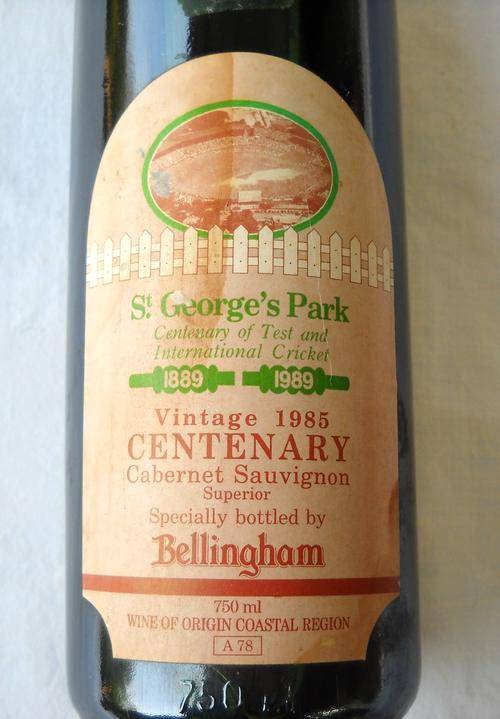 St George's Park
Centenary of Test and
International Cricket
1889 1989
Vintage 1985
CENTENARY
Cabernet Sauvignon
Superior
Specially bottled by
Bellingham
750 ml
WINE OF ORIGIN COASTAL REGION
A 78
750 ml